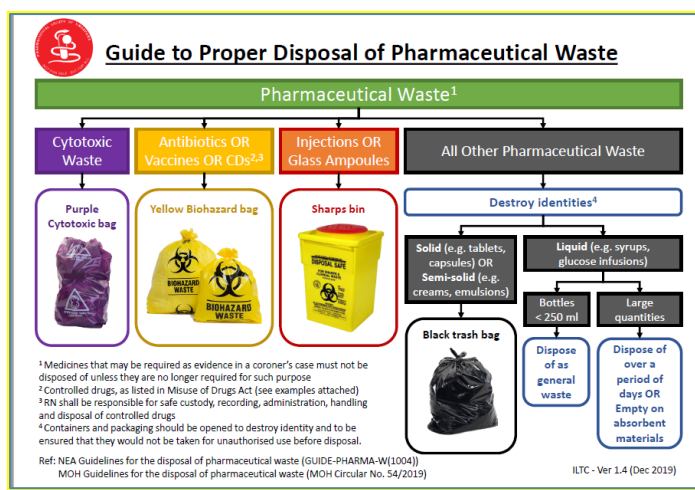 Guide to Proper Disposal of Pharmaceutical Waste
Pharmaceutical Waste¹
Cytotoxic
Waste
Antibiotics OR
Vaccines OR CDs²,³
Injections OR
Glass Ampoules
All Other Pharmaceutical Waste
Purple
Cytotoxic bag
Yellow Biohazard bag
BIOHAZARD
WASTE
BIOHAZARD
WASTE
Sharps bin
DISPOSAL SAFE
Destroy identities⁴
Solid (e.g. tablets,
capsules) OR
Semi-solid (e.g.
creams, emulsions)
Liquid (e.g. syrups,
glucose infusions)
Black trash bag
Bottles
< 250 ml
Large
quantities
Dispose
of as
general
waste
Dispose of
over a
period of
days OR
Empty on
absorbent
materials
¹ Medicines that may be required as evidence in a coroner's case must not be
disposed of unless they are no longer required for such purpose
² Controlled drugs, as listed in Misuse of Drugs Act (see examples attached)
³ RN shall be responsible for safe custody, recording, administration, handling
and disposal of controlled drugs
⁴ Containers and packaging should be opened to destroy identity and to be
ensured that they would not be taken for unauthorised use before disposal.
Ref: NEA Guidelines for the disposal of pharmaceutical waste (GUIDE-PHARMA-W(1004))
MOH Guidelines for the disposal of pharmaceutical waste (MOH Circular No. 54/2019)
ILTC - Ver 1.4 (Dec 2019)